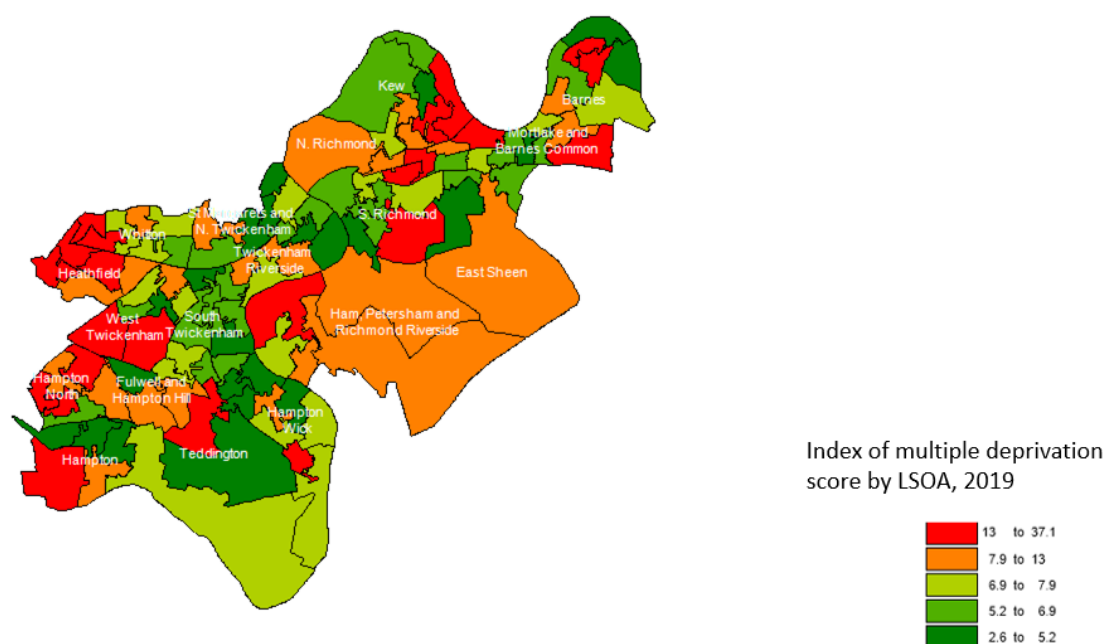 Kew
Barnes
N. Richmond
Mortlake and
Barnes Common
St Margarets and
N. Twickenham
S. Richmond
Whitton
Twickenham
Riverside
Heathfield
East Sheen
West
Twickenham
South
Twickenham
Ham, Petersham and
Richmond Riverside
Hampton
North
Fulwell and
Hampton Hill
Hampton
Wick
Teddington
Hampton
Index of multiple deprivation
score by LSOA, 2019
13 to 37.1
7.9 to 13
6.9 to 7.9
5.2 to 6.9
2.6 to 5.2